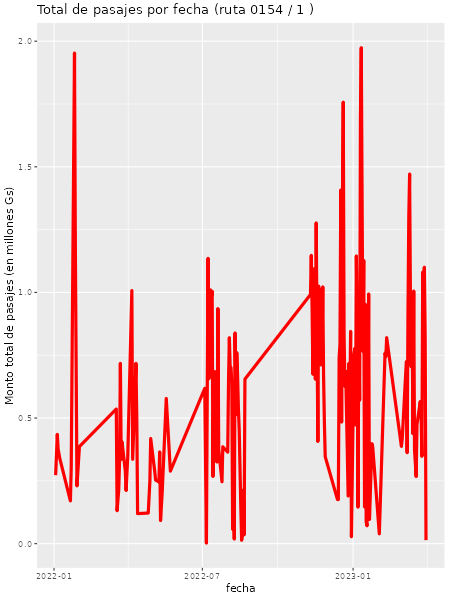 Total de pasajes por fecha (ruta 0154 / 1 )
Monto total de pasajes (en millones Gs)
2.0
1.5
1.0
0.5
0.0
2022-01
2022-07
2023-01
fecha